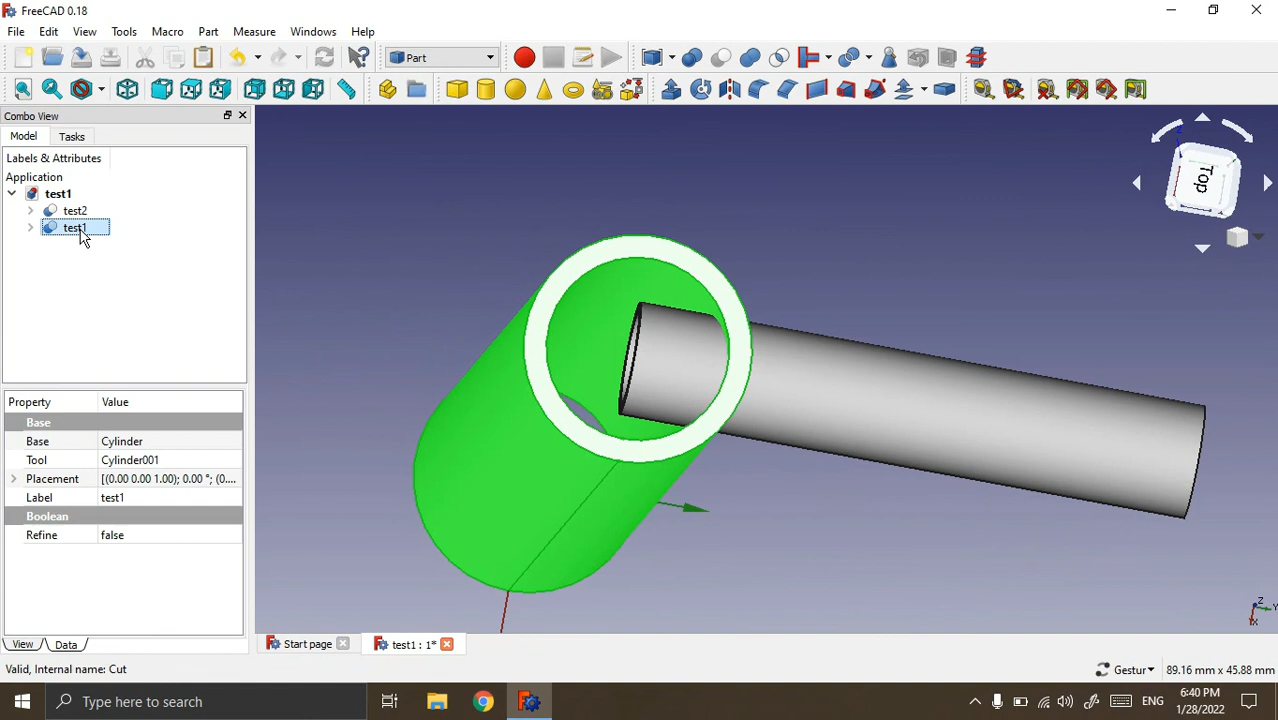 FreeCAD 0.18
File Edit View Tools Macro Part Measure Windows Help
Part
Combo View
Model Tasks
Labels & Attributes
Application
test1
test2
test1
Top
Property Value
Base
Base Cylinder
Tool Cylinder001
Placement [(0.00 0.00 1.00); 0.00 °; (0....
Label test1
Boolean
Refine false
View Data
Start page
test1 : 1*
Z
Y
X
Valid, Internal name: Cut
Gestur
89.16 mm x 45.88 mm
Type here to search
ENG
6:40 PM
1/28/2022